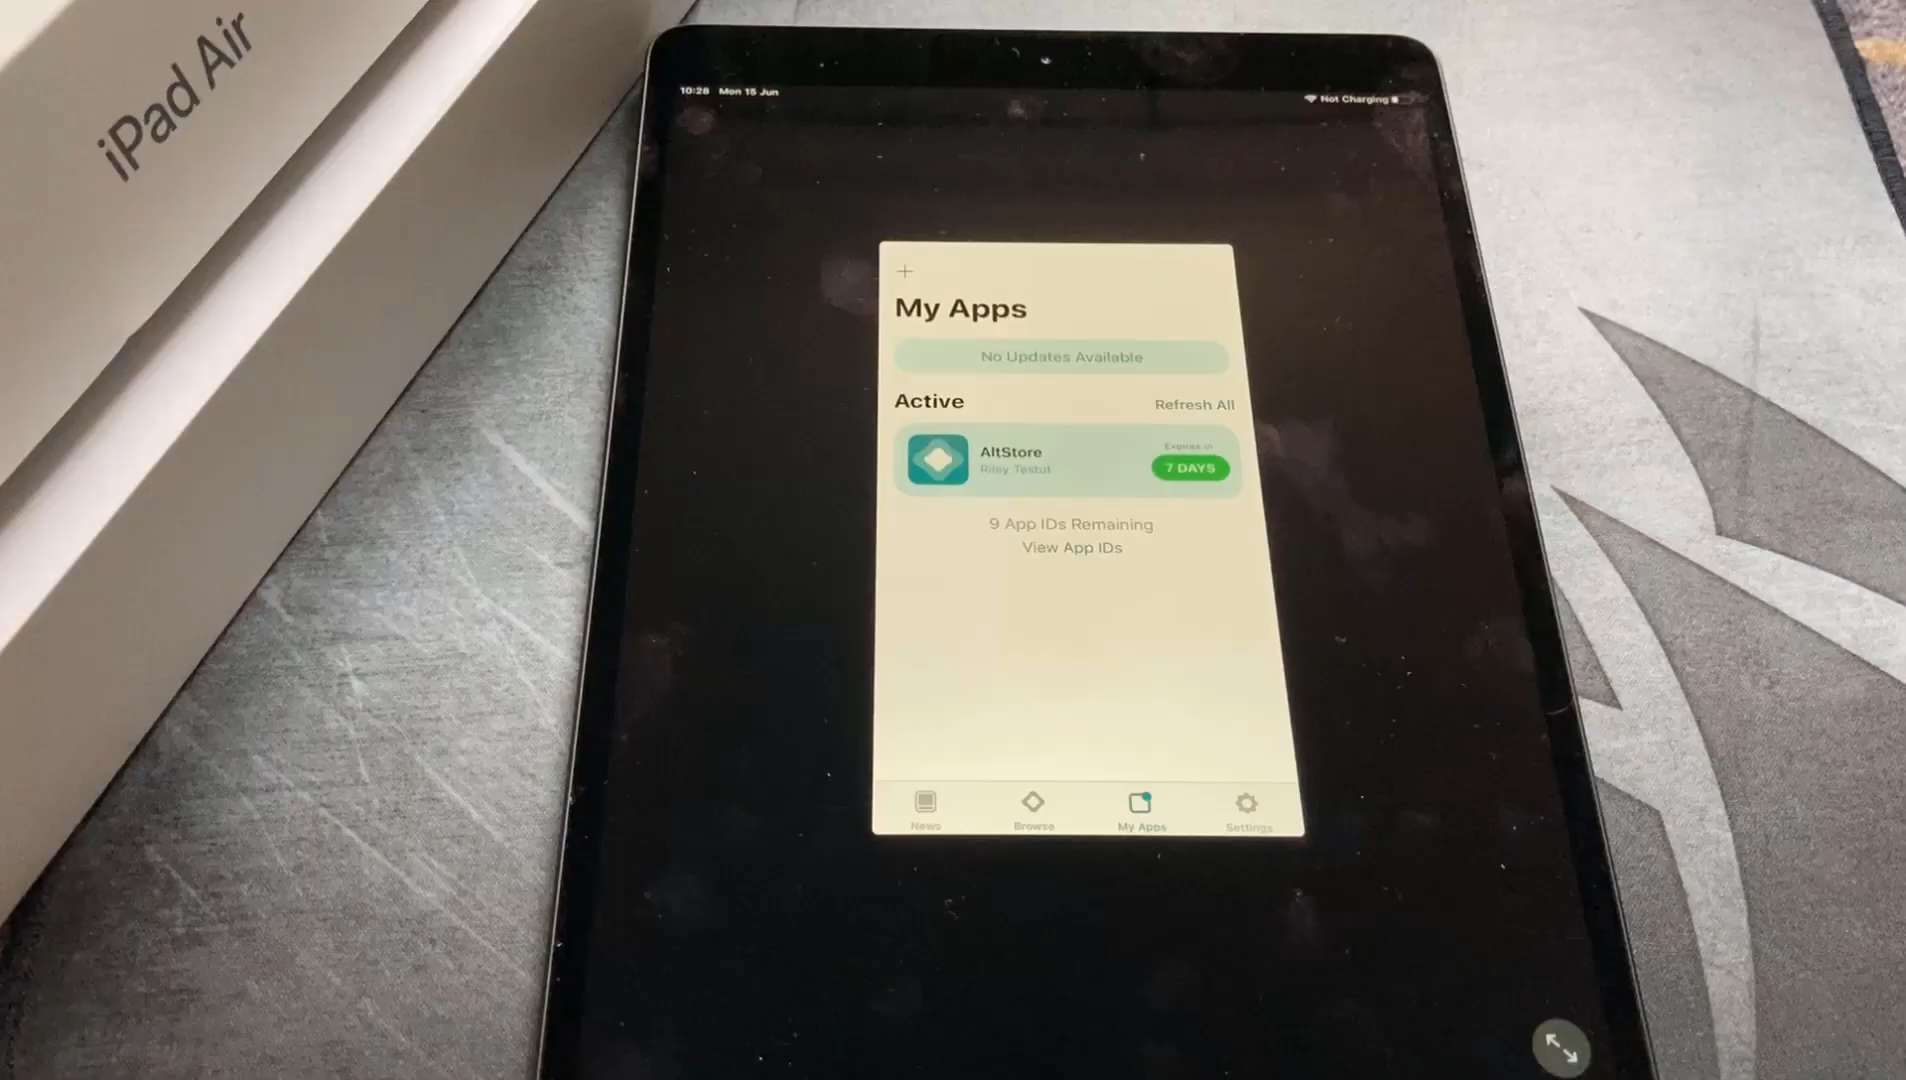 iPad Air
10:28 Mon 15 Jun
Not Charging
+
My Apps
No Updates Available
Active
Refresh All
AltStore
Riley Testut
Expires in
7 DAYS
9 App IDs Remaining
View App IDs
News
Browse
My Apps
Settings